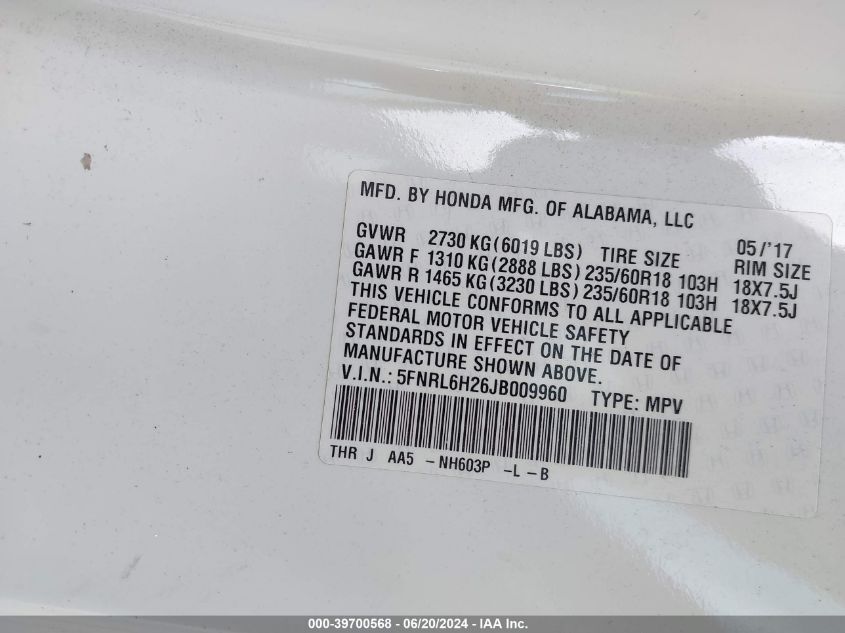 MFD. BY HONDA MFG. OF ALABAMA, LLC
05/'17
GVWR 2730 KG(6019 LBS) TIRE SIZE RIM SIZE
GAWR F 1310 KG(2888 LBS) 235/60R18 103H 18X7.5J
GAWR R 1465 KG(3230 LBS) 235/60R18 103H 18X7.5J
THIS VEHICLE CONFORMS TO ALL APPLICABLE
FEDERAL MOTOR VEHICLE SAFETY
STANDARDS IN EFFECT ON THE DATE OF
MANUFACTURE SHOWN ABOVE.
V.I.N.: 5FNRL6H26JB009960 TYPE: MPV
THR J AA5 -NH603P -L-B
000-39700568 - 06/20/2024 - IAA Inc.